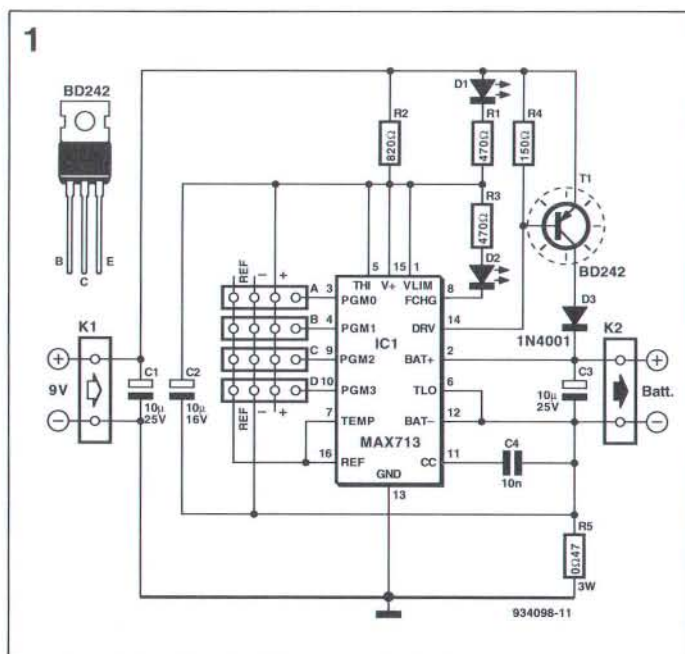 1
BD242
B
C
E
K1
9V
C1
10μ
25V
C2
10μ
16V
R2
820Ω
D1
R1
470Ω
R4
150Ω
T1
BD242
R3
470Ω
D2
D3
1N4001
REF
−
+
A
B
C
D
REF
−
+
3
4
9
10
7
16
5
15
1
8
14
2
6
12
11
13
THI
V+
VLIM
PGM0
FCHG
PGM1
DRV
IC1
PGM2
BAT+
PGM3
TLO
TEMP
BAT−
MAX713
REF
CC
GND
C4
10n
C3
10μ
25V
K2
Batt.
R5
0Ω47
3W
934098-11